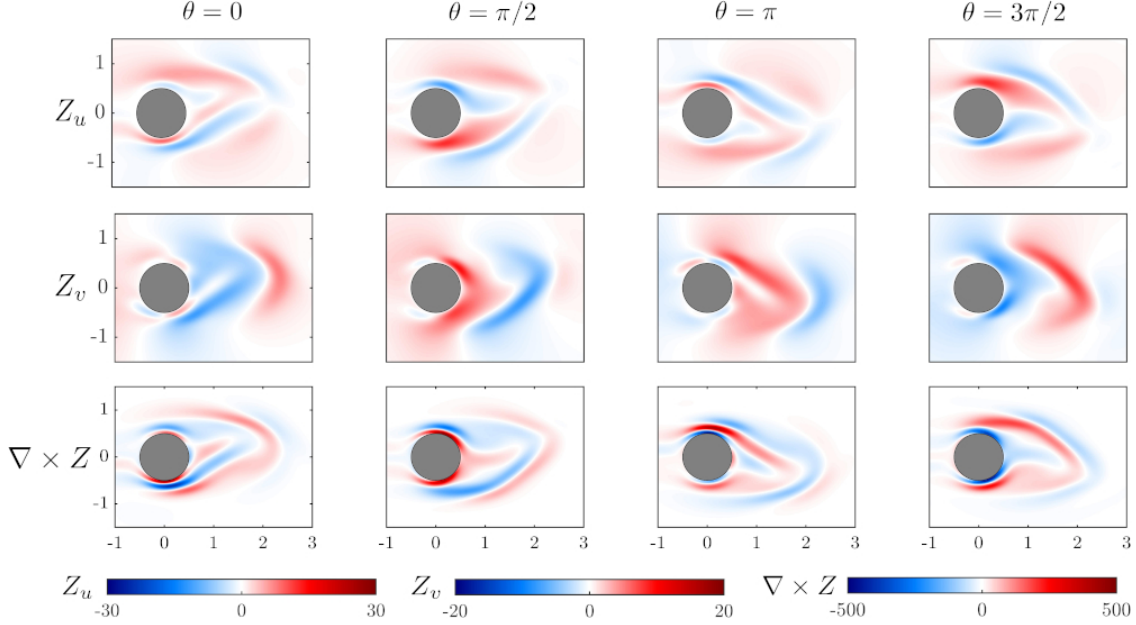 θ = 0 θ = π/2 θ = π θ = 3π/2
Z_u 1 0 -1
Z_v 1 0 -1
∇ × Z 1 0 -1
-1 0 1 2 3 -1 0 1 2 3 -1 0 1 2 3 -1 0 1 2 3
Z_u Z_v ∇ × Z
-30 0 30 -20 0 20 -500 0 500